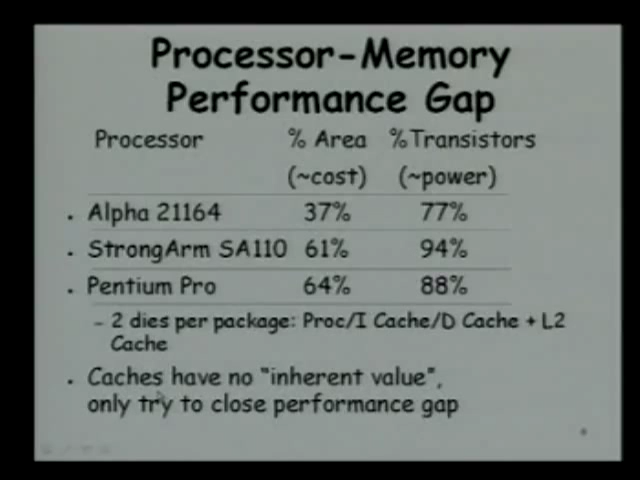 Processor-Memory
Performance Gap
Processor % Area %Transistors
(~cost) (~power)
. Alpha 21164 37% 77%
. StrongArm SA110 61% 94%
. Pentium Pro 64% 88%
- 2 dies per package: Proc/I Cache/D Cache + L2
Cache
. Caches have no "inherent value",
only try to close performance gap